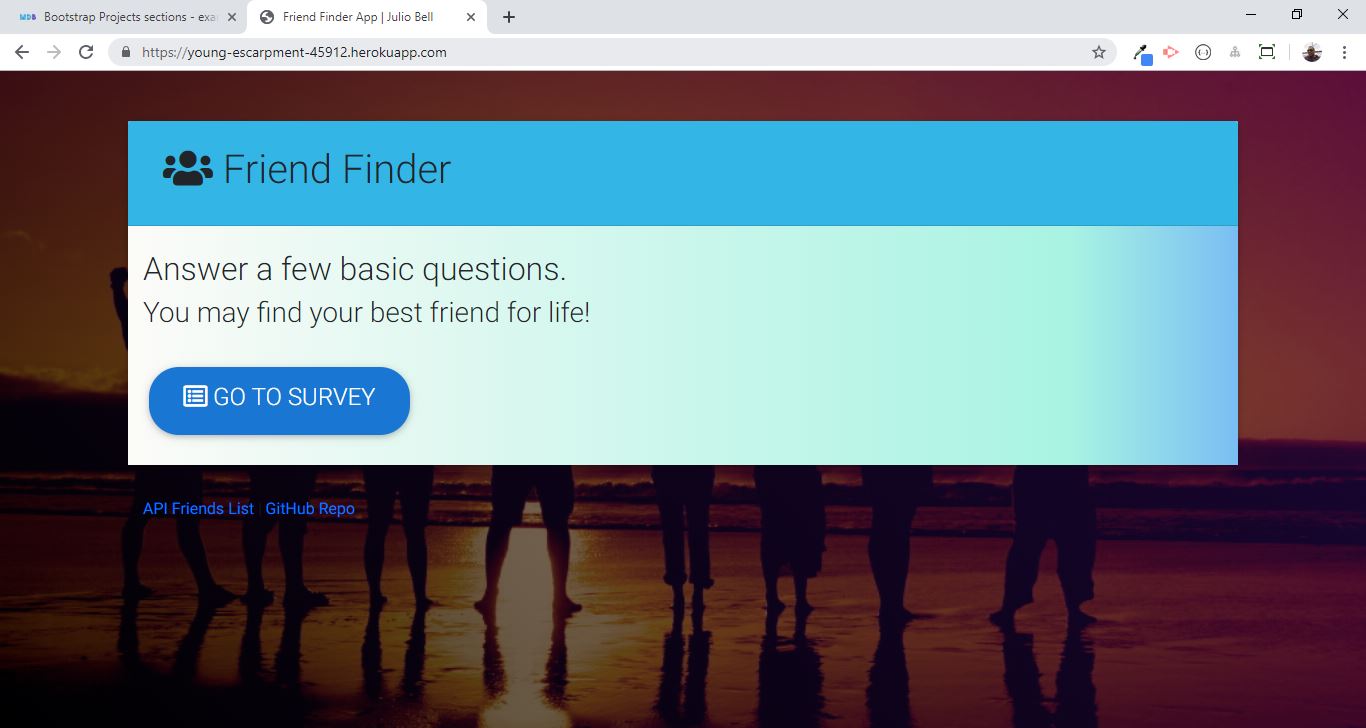 MDB Bootstrap Projects sections - exa
Friend Finder App | Julio Bell
https://young-escarpment-45912.herokuapp.com
Friend Finder
Answer a few basic questions.
You may find your best friend for life!
GO TO SURVEY
API Friends List | GitHub Repo